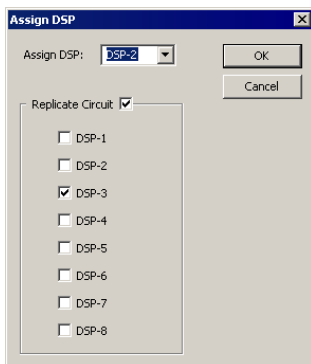 Assign DSP
Assign DSP: DSP-2
OK
Cancel
Replicate Circuit
DSP-1
DSP-2
DSP-3
DSP-4
DSP-5
DSP-6
DSP-7
DSP-8